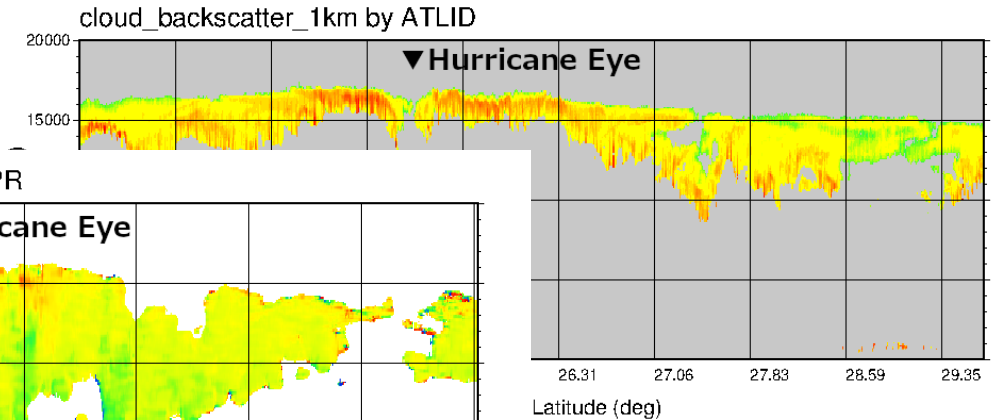 cloud_backscatter_1km by ATLID
20000
▼Hurricane Eye
15000
PR
cane Eye
26.31 27.06 27.83 28.59 29.35
Latitude (deg)